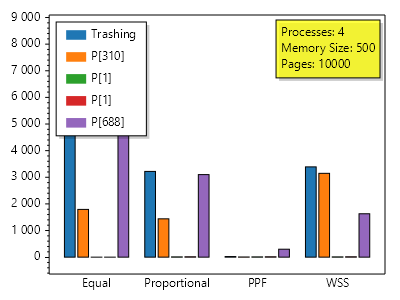 9 000
8 000
7 000
6 000
5 000
4 000
3 000
2 000
1 000
0
Trashing
P[310]
P[1]
P[1]
P[688]
Processes: 4
Memory Size: 500
Pages: 10000
Equal
Proportional
PPF
WSS